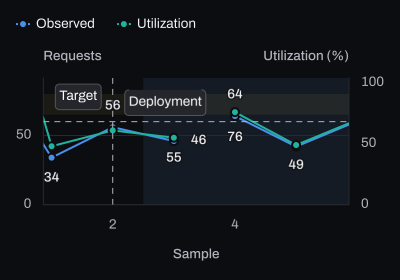 Observed Utilization
Requests Utilization (%)
100
Target 56 Deployment 64
50 46 76 50
55
49
34
0 0
2 4
Sample